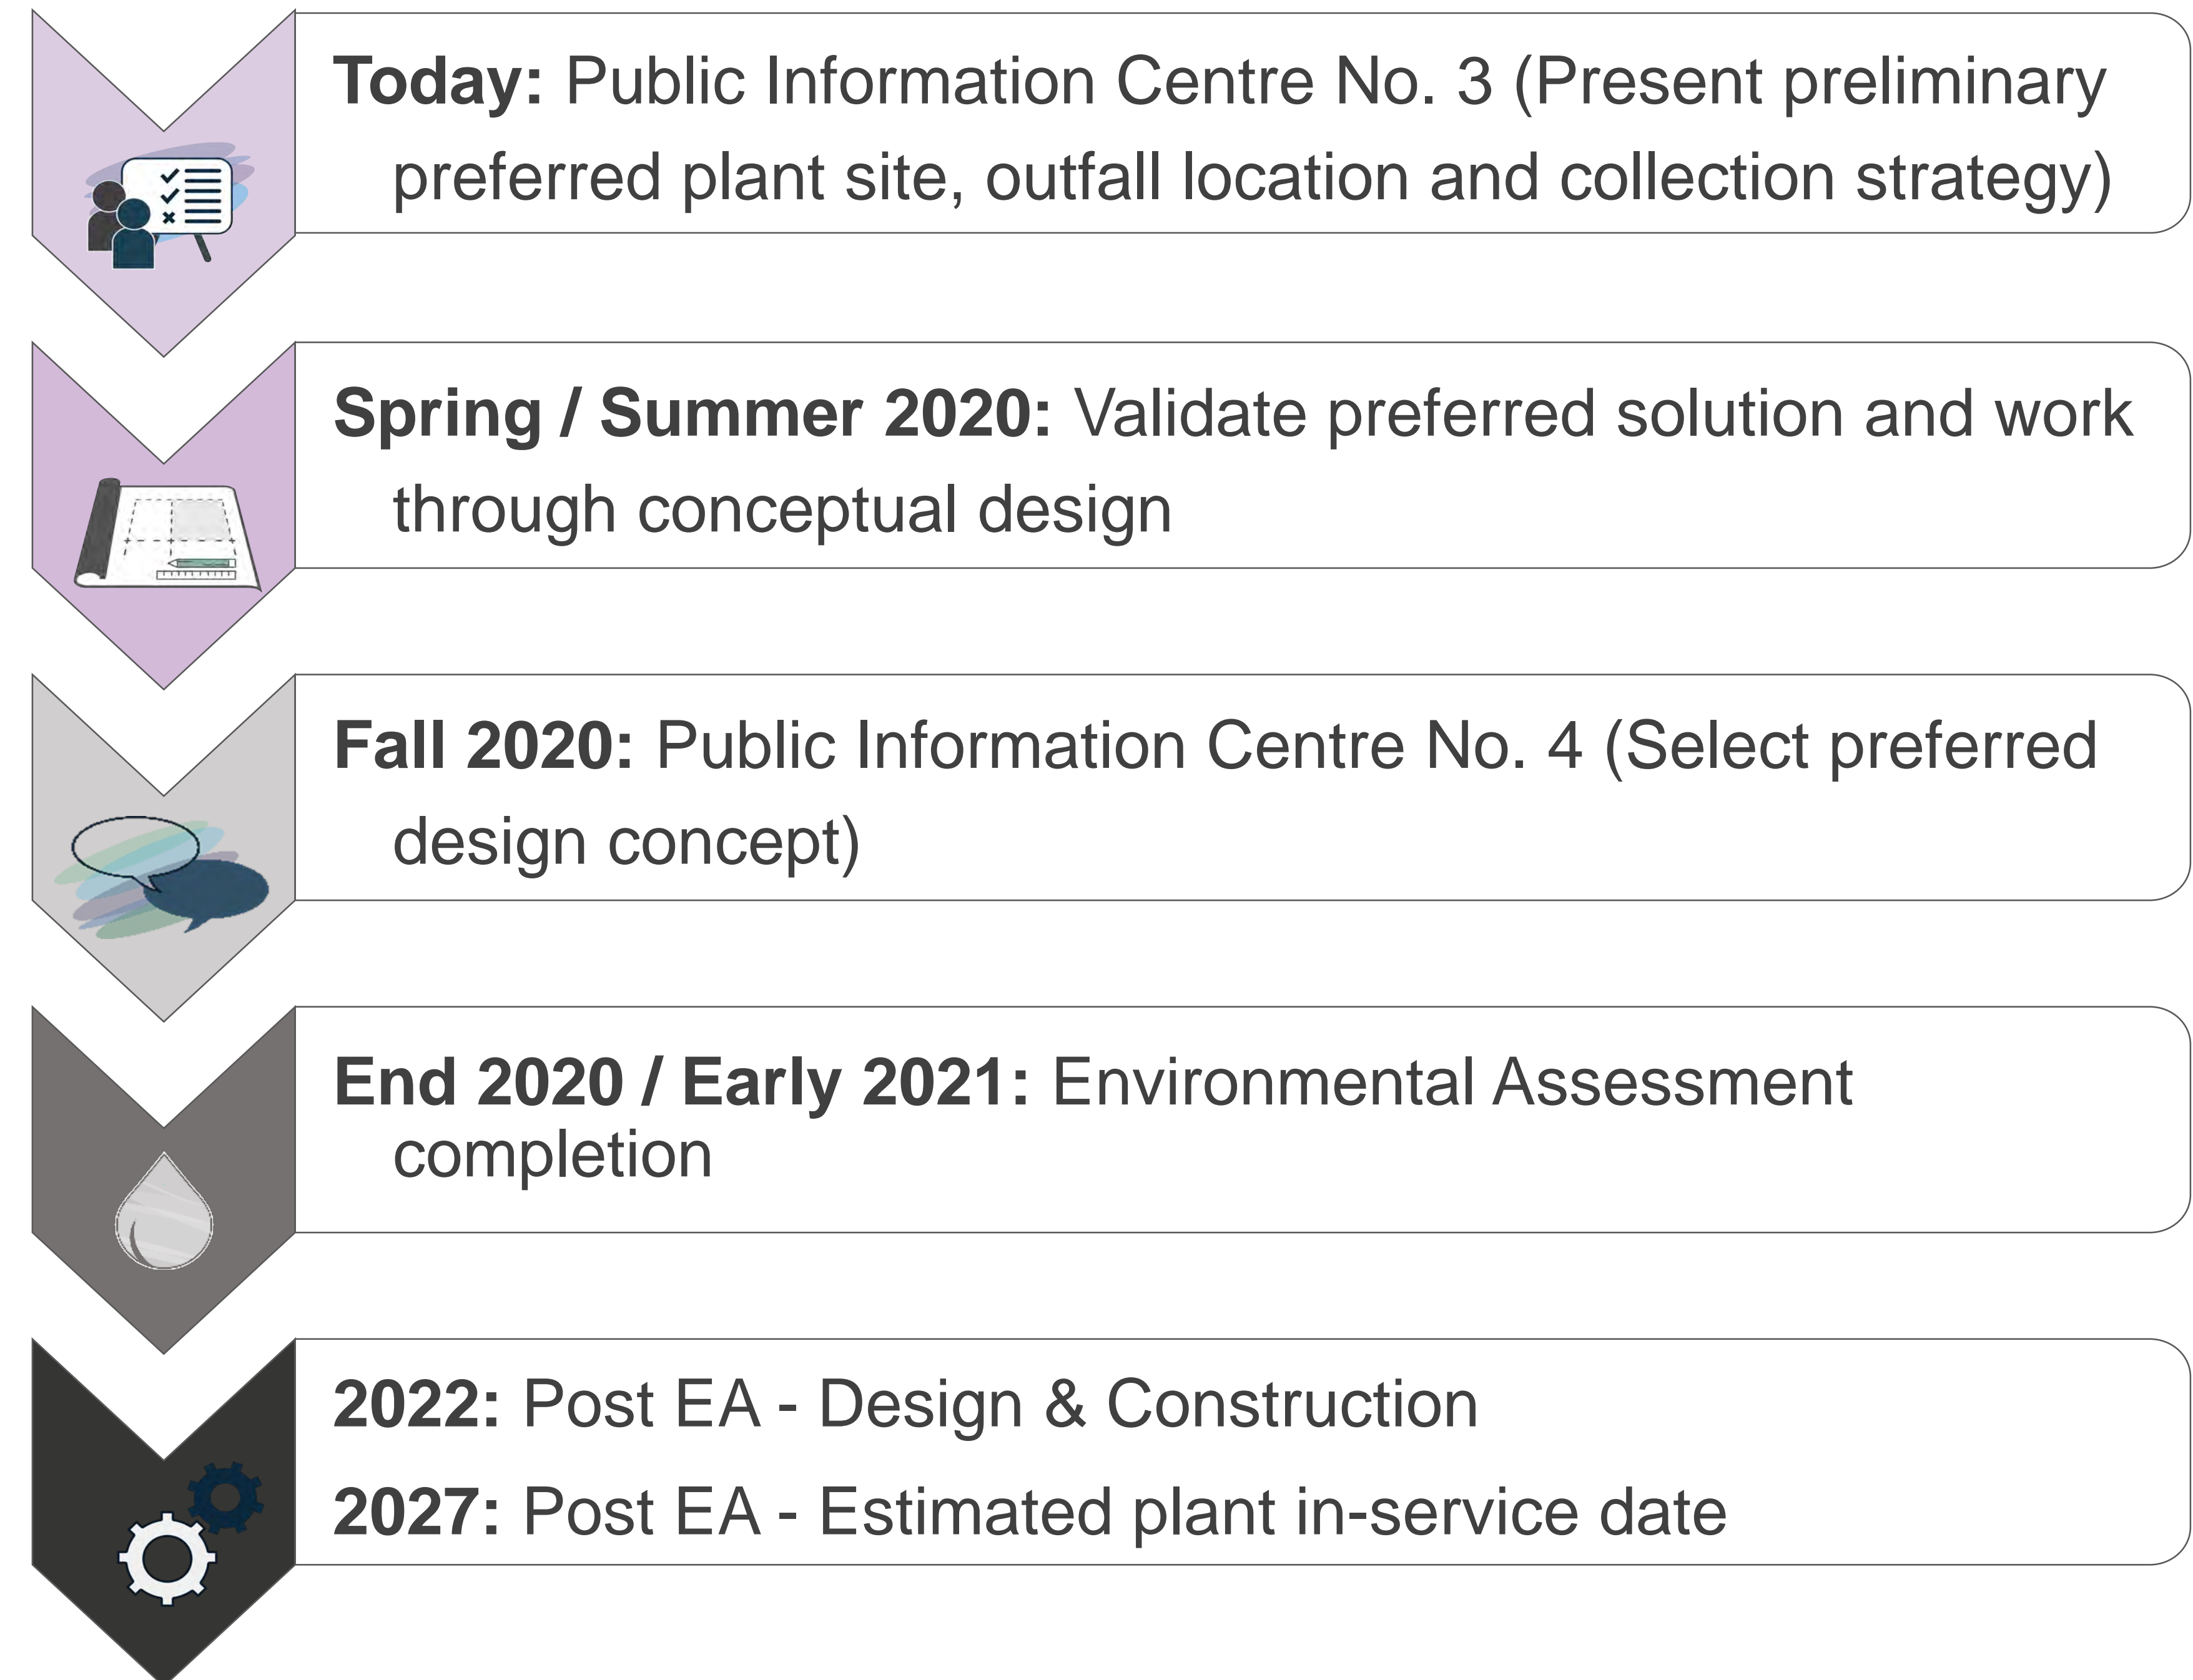 Today: Public Information Centre No. 3 (Present preliminary
preferred plant site, outfall location and collection strategy)
Spring / Summer 2020: Validate preferred solution and work
through conceptual design
Fall 2020: Public Information Centre No. 4 (Select preferred
design concept)
End 2020 / Early 2021: Environmental Assessment
completion
2022: Post EA - Design & Construction
2027: Post EA - Estimated plant in-service date